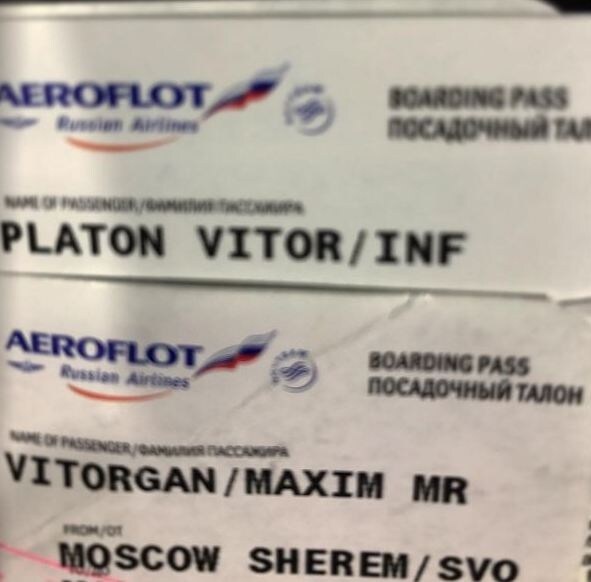 AEROFLOT
Russian Airlines
BOARDING PASS
ПОСАДОЧНЫЙ ТАЛ
NAME OF PASSENGER/ФАМИЛИЯ ПАССАЖИРА
PLATON VITOR/INF
AEROFLOT
Russian Airlines
BOARDING PASS
ПОСАДОЧНЫЙ ТАЛОН
NAME OF PASSENGER/ФАМИЛИЯ ПАССАЖИРА
VITORGAN/MAXIM MR
FROM/ОТ
MOSCOW SHEREM/SVO